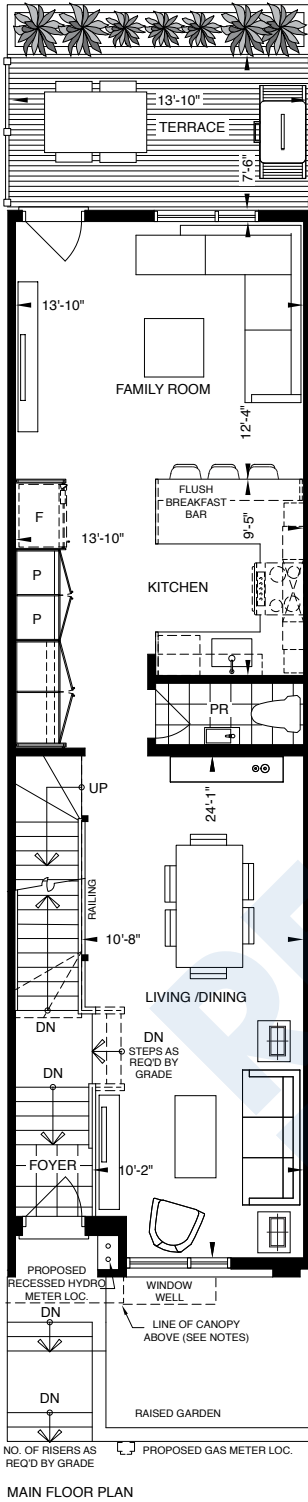 13'-10"
TERRACE
7'-6"
13'-10"
FAMILY ROOM
12'-4"
FLUSH
BREAKFAST
BAR
F
13'-10"
9'-5"
P
KITCHEN
P
PR
UP
24'-1"
RAILING
10'-8"
LIVING /DINING
DN
DN
STEPS AS
REQ'D BY
GRADE
DN
FOYER
10'-2"
PROPOSED
RECESSED HYDRO
METER LOC.
WINDOW
WELL
DN
LINE OF CANOPY
ABOVE (SEE NOTES)
DN
RAISED GARDEN
NO. OF RISERS AS
REQ'D BY GRADE
PROPOSED GAS METER LOC.
MAIN FLOOR PLAN